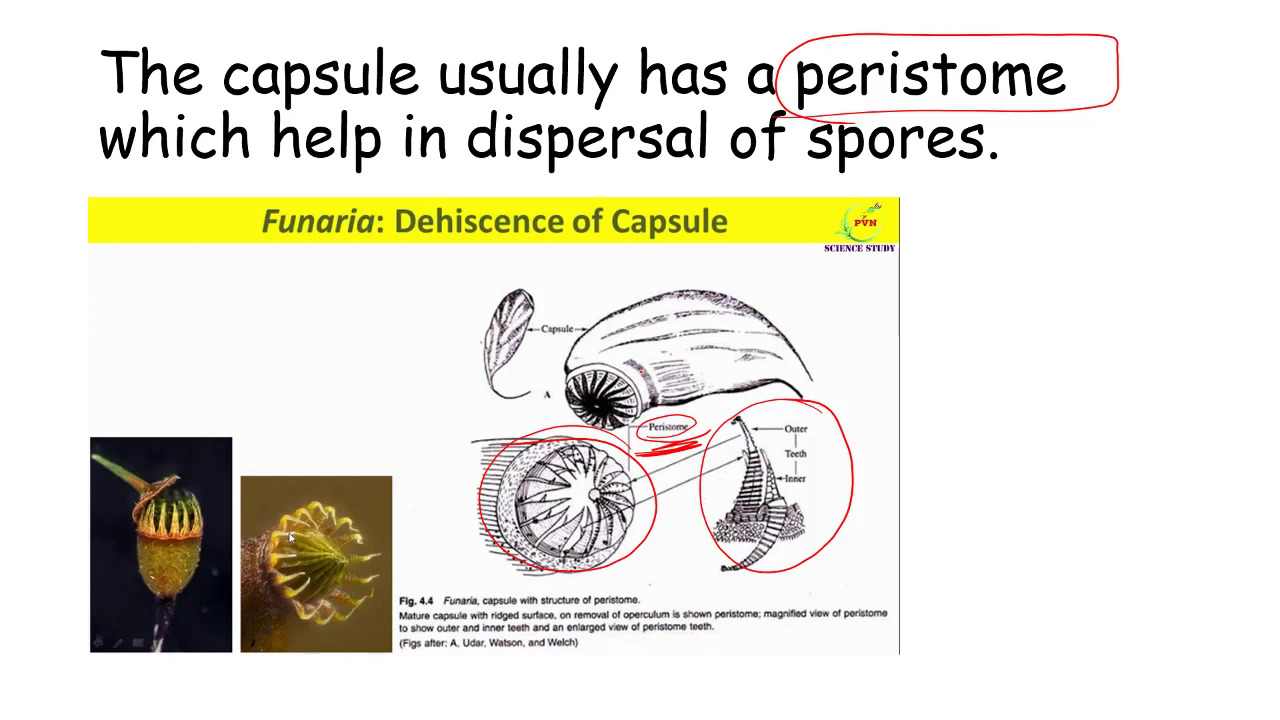 The capsule usually has a peristome
which help in dispersal of spores.
Funaria: Dehiscence of Capsule
PVN
SCIENCE STUDY
Capsule
A
Peristome
Outer
Teeth
Inner
Fig. 4.4 Funaria, capsule with structure of peristome.
Mature capsule with ridged surface, on removal of operculum is shown peristome; magnified view of peristome
to show outer and inner teeth and an enlarged view of peristome teeth.
(Figs after: A, Udar, Watson, and Welch)